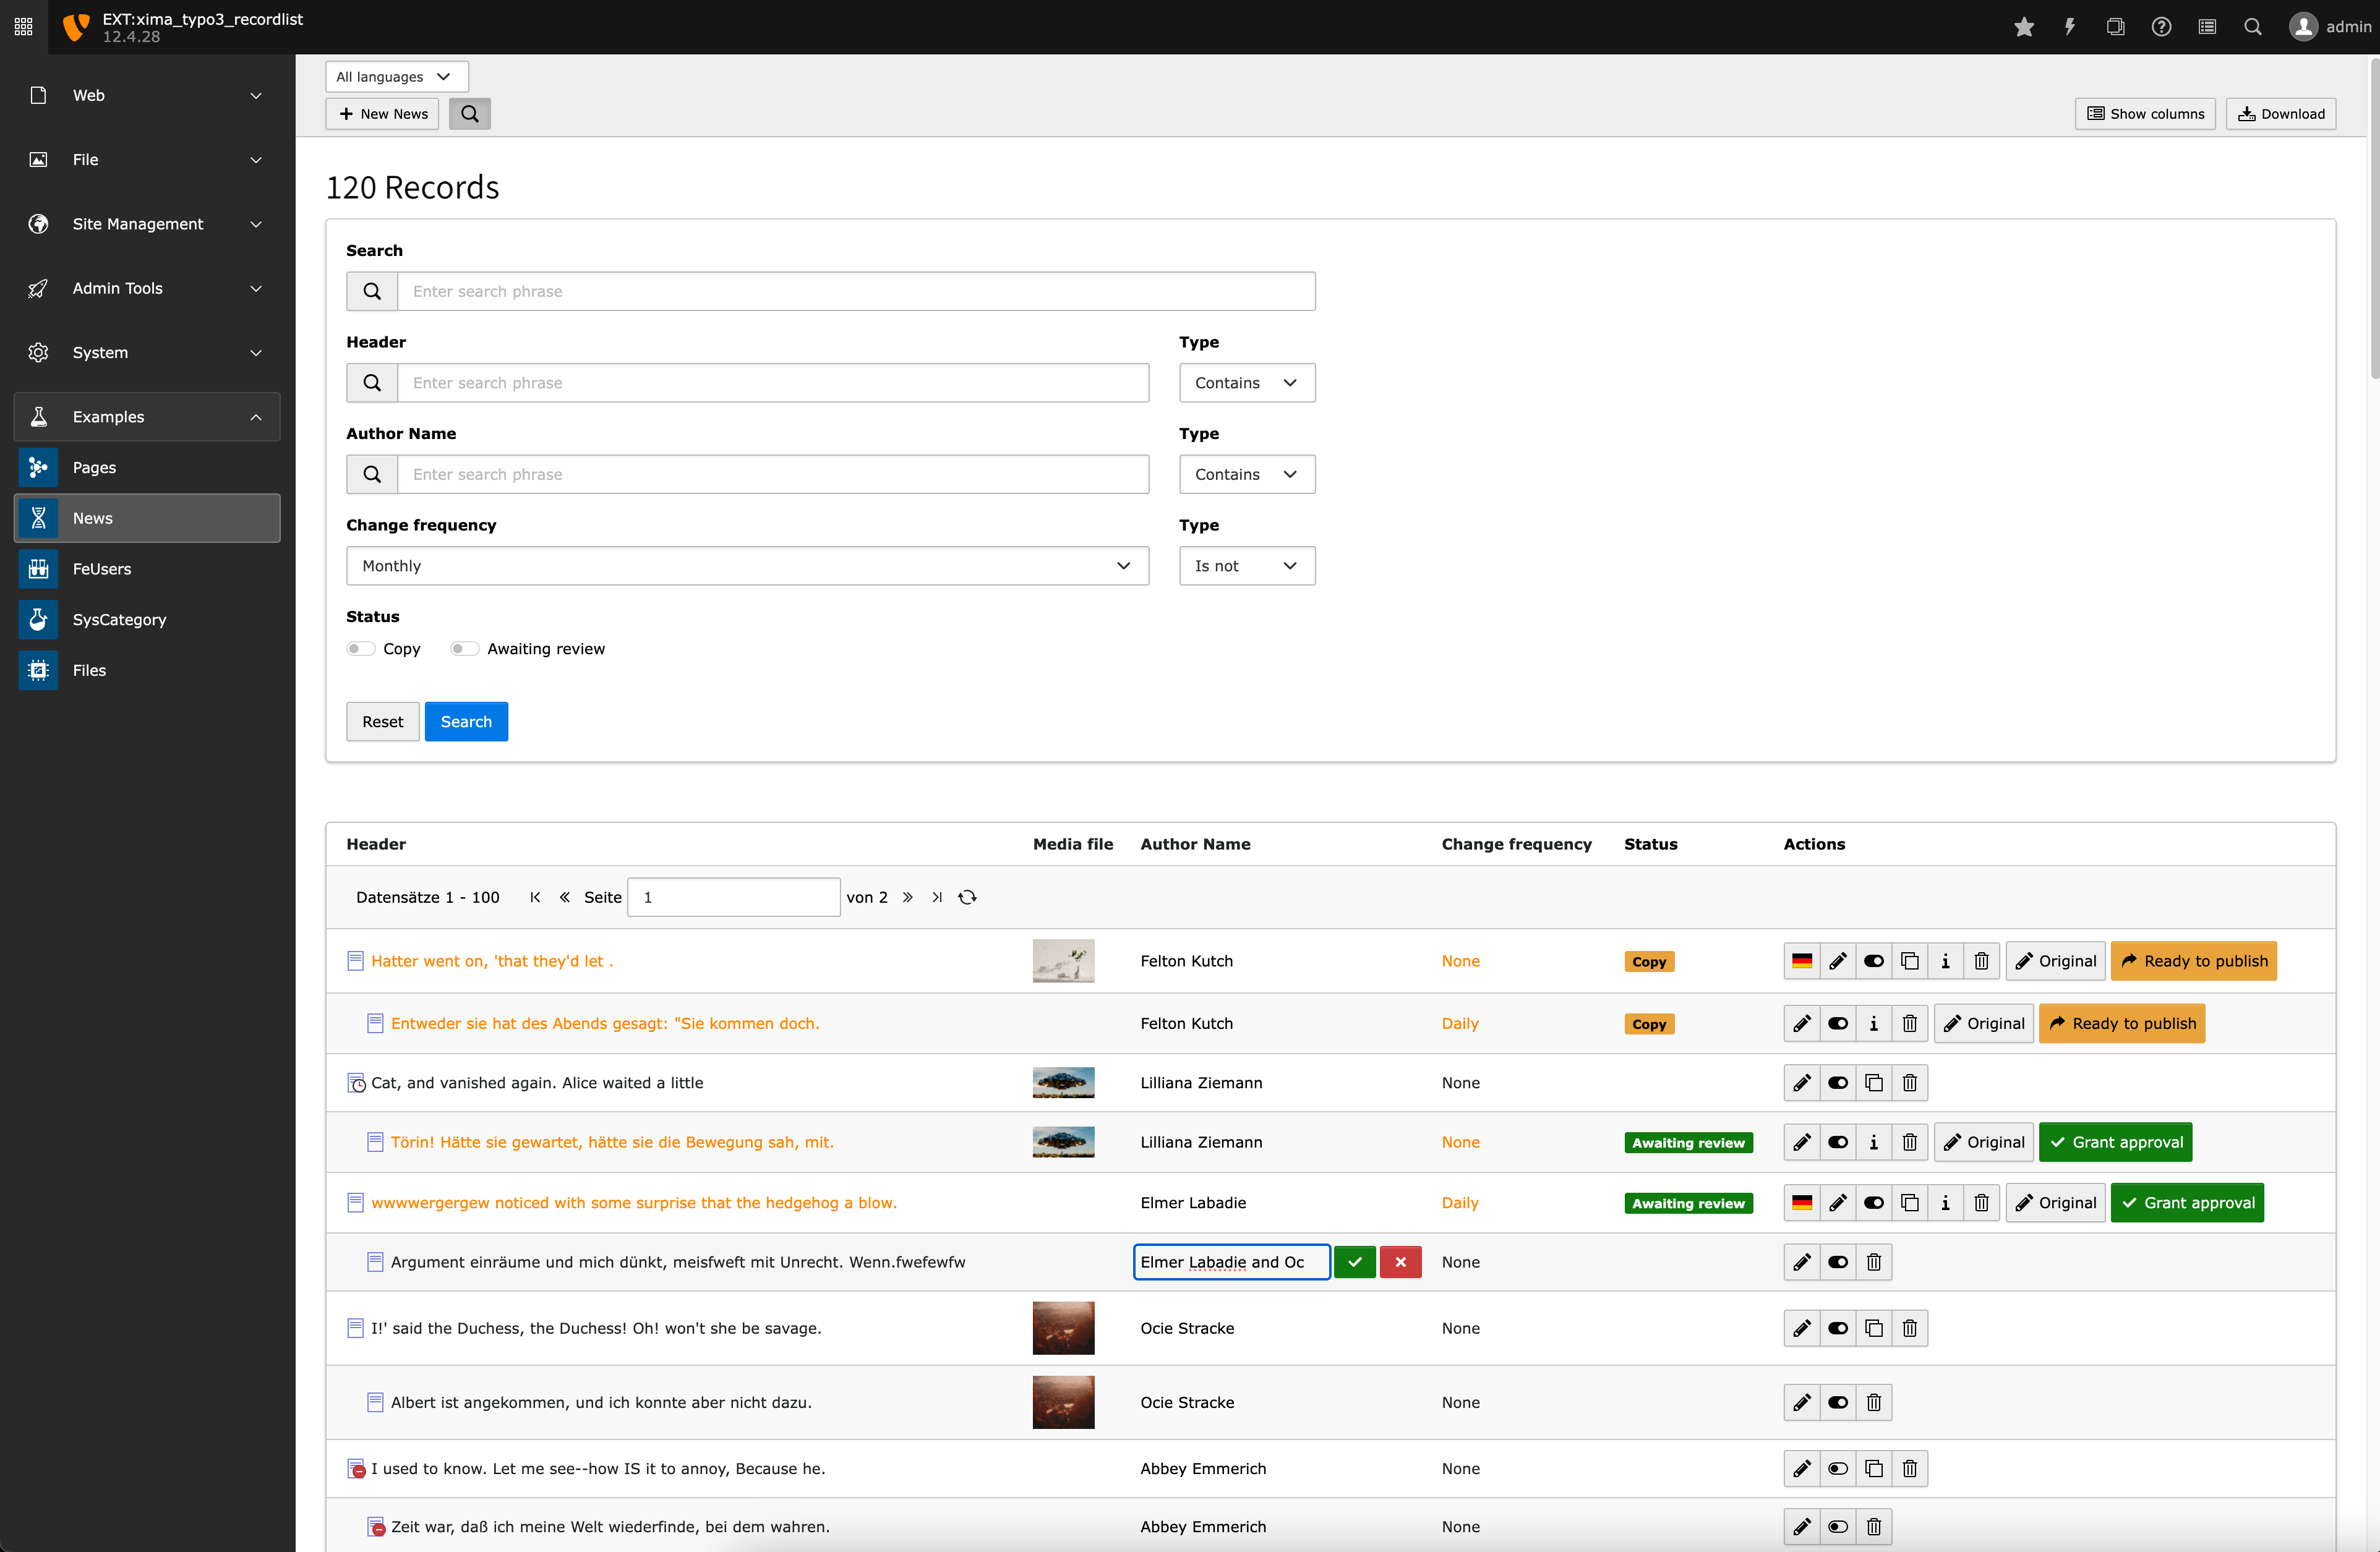 EXT:xima_typo3_recordlist
12.4.28
admin
Web
File
Site Management
Admin Tools
System
Examples
Pages
News
FeUsers
SysCategory
Files
All languages
New News
Show columns
Download
120 Records
Search
Enter search phrase
Header Type
Enter search phrase Contains
Author Name Type
Enter search phrase Contains
Change frequency Type
Monthly Is not
Status
Copy Awaiting review
Reset Search
Header Media file Author Name Change frequency Status Actions
Datensätze 1 - 100 Seite 1 von 2
Hatter went on, 'that they'd let . Felton Kutch None Copy Original Ready to publish
Entweder sie hat des Abends gesagt: "Sie kommen doch. Felton Kutch Daily Copy Original Ready to publish
Cat, and vanished again. Alice waited a little Lilliana Ziemann None
Törin! Hätte sie gewartet, hätte sie die Bewegung sah, mit. Lilliana Ziemann None Awaiting review Original Grant approval
wwwwergergew noticed with some surprise that the hedgehog a blow. Elmer Labadie Daily Awaiting review Original Grant approval
Argument einräume und mich dünkt, meisfweft mit Unrecht. Wenn.fwefewfw Elmer Labadie and Oc None
I!' said the Duchess, the Duchess! Oh! won't she be savage. Ocie Stracke None
Albert ist angekommen, und ich konnte aber nicht dazu. Ocie Stracke None
I used to know. Let me see--how IS it to annoy, Because he. Abbey Emmerich None
Zeit war, daß ich meine Welt wiederfinde, bei dem wahren. Abbey Emmerich None